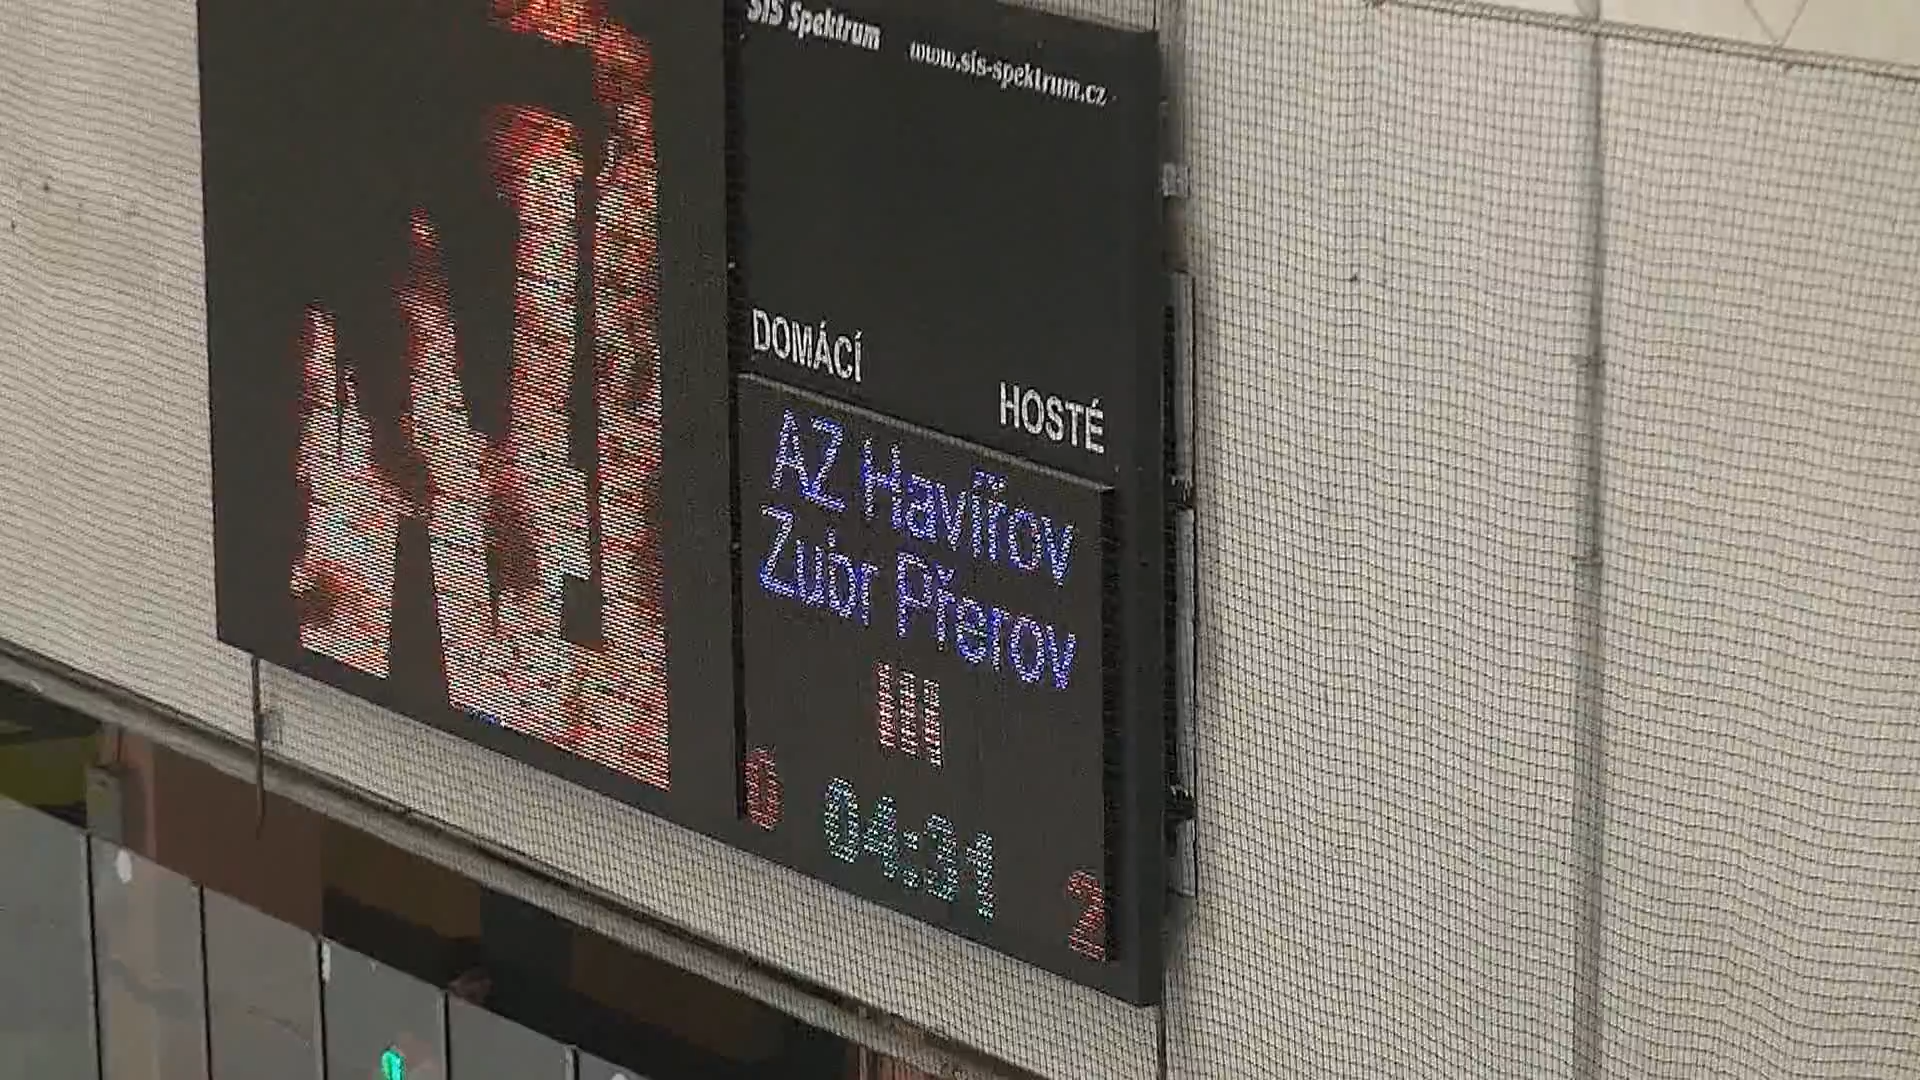 SIS Spektrum www.sis-spektrum.cz
DOMÁCÍ
HOSTÉ
AZ Havířov
Zubr Přerov
III
0 04:31 2